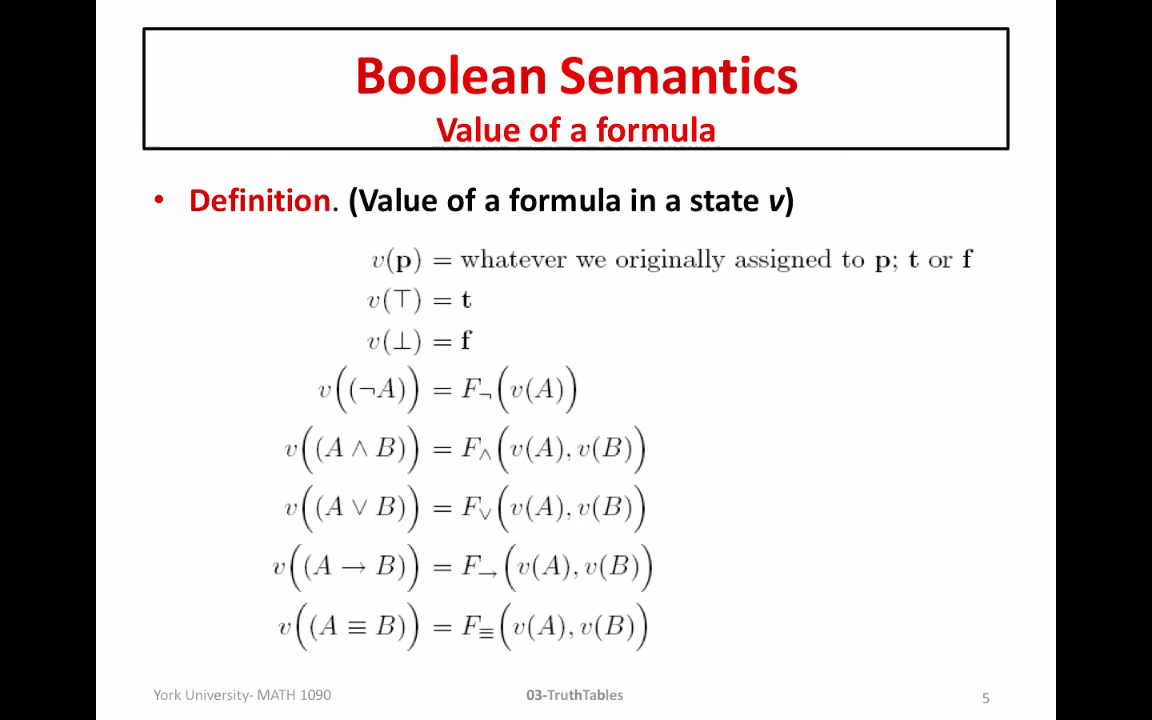 Boolean Semantics
Value of a formula
• Definition. (Value of a formula in a state v)
v(p) = whatever we originally assigned to p; t or f
v(⊤) = t
v(⊥) = f
v((¬A)) = F¬(v(A))
v((A ∧ B)) = F∧(v(A), v(B))
v((A ∨ B)) = F∨(v(A), v(B))
v((A → B)) = F→(v(A), v(B))
v((A ≡ B)) = F≡(v(A), v(B))
York University- MATH 1090
03-TruthTables
5